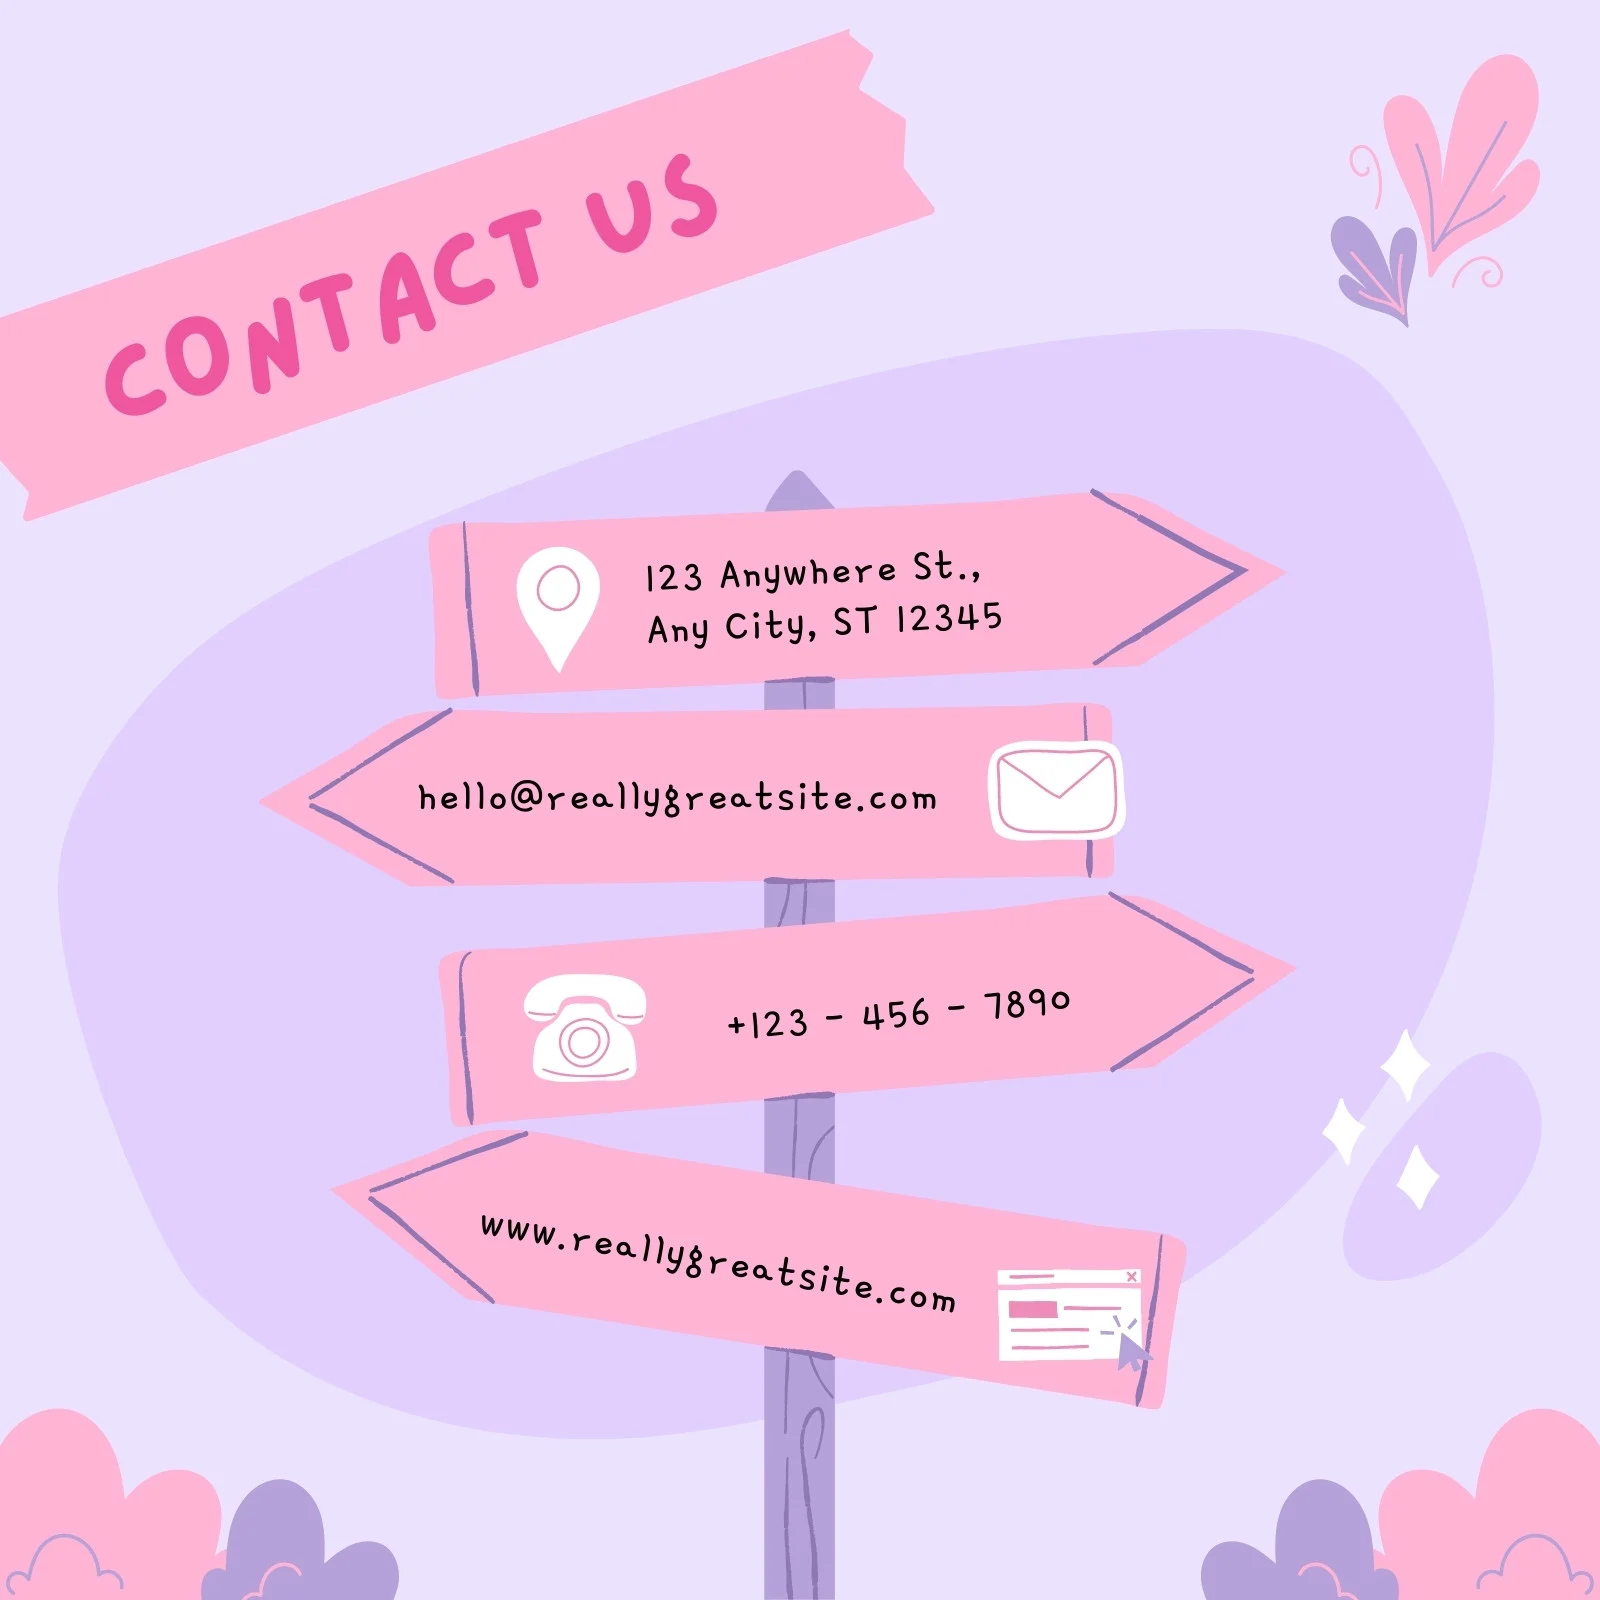 CONTACT US
123 Anywhere St.,
Any City, ST 12345
hello@reallygreatsite.com
+123 - 456 - 7890
www.reallygreatsite.com